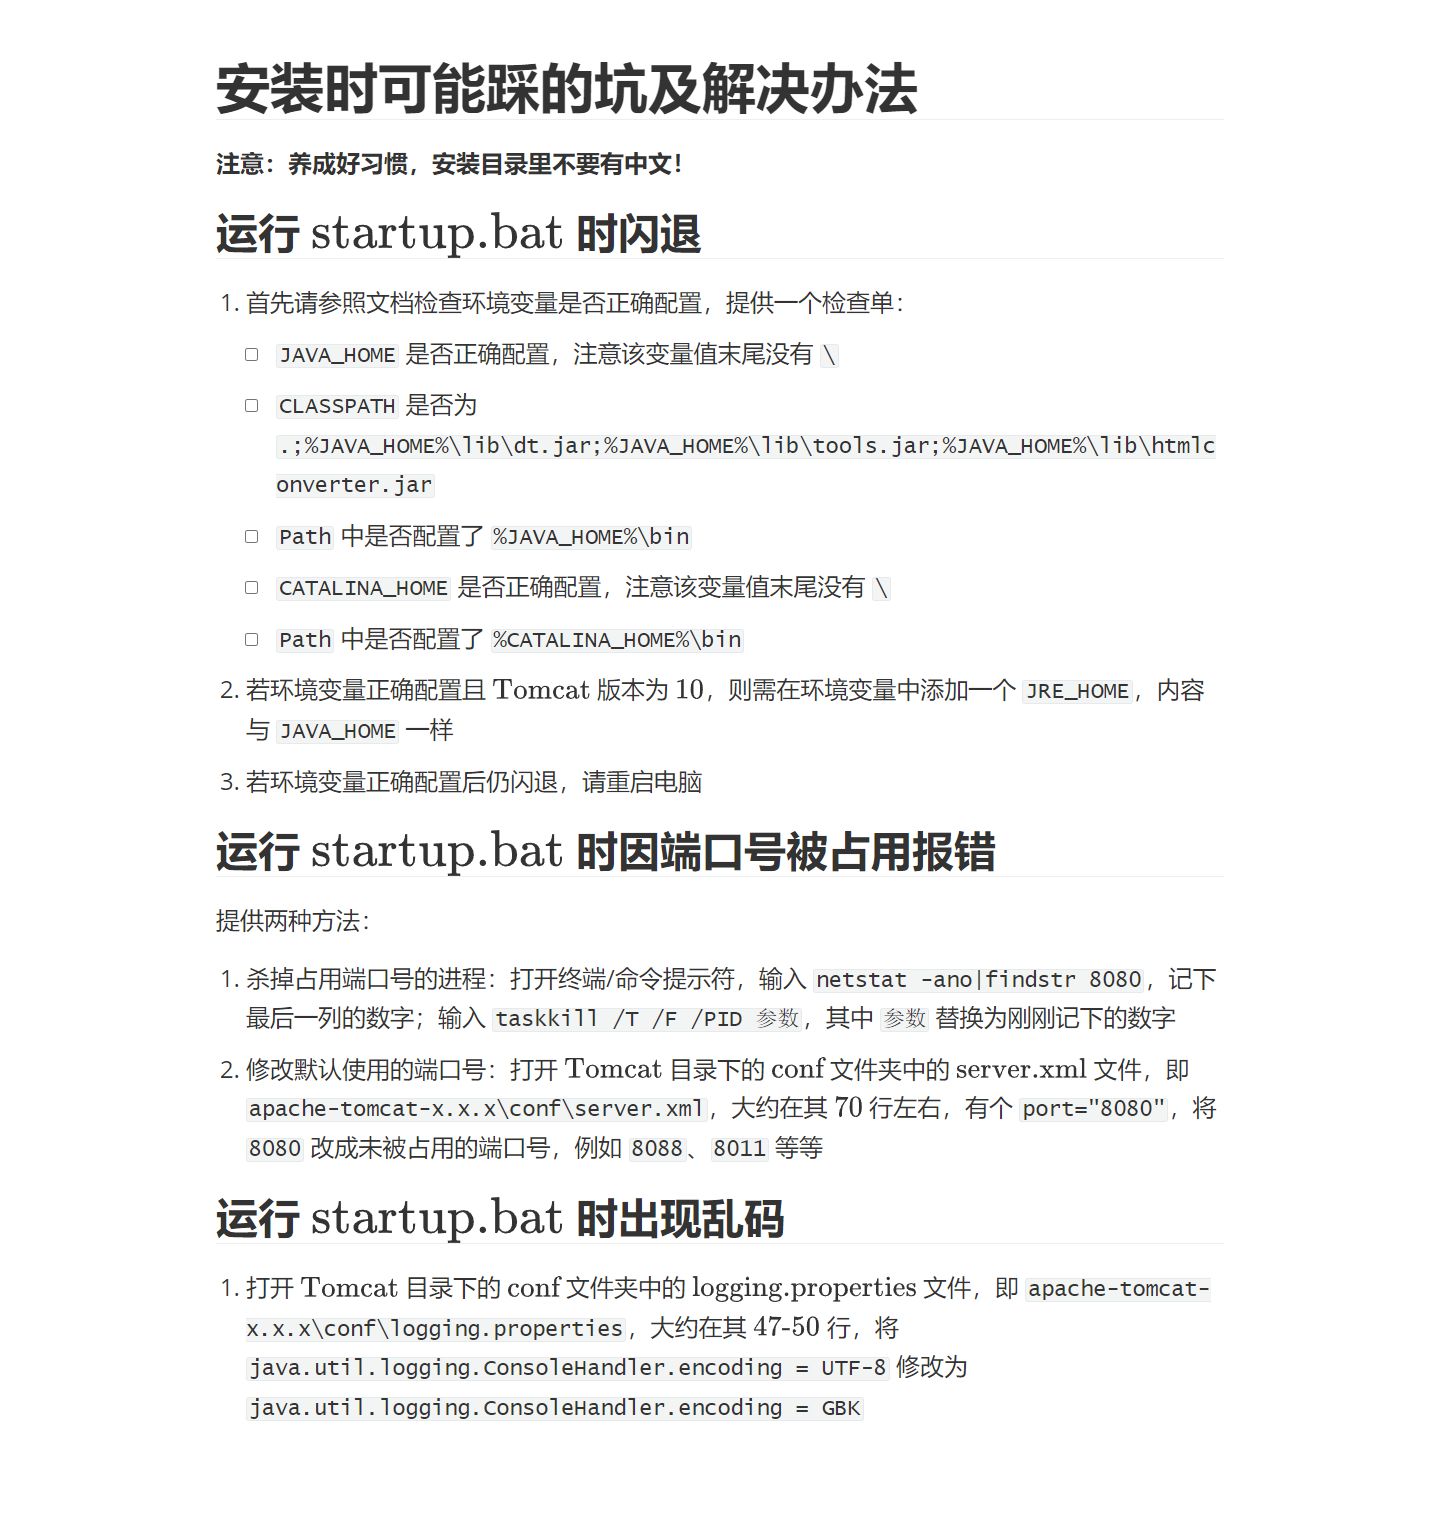 安装时可能踩的坑及解决办法
注意：养成好习惯，安装目录里不要有中文！
运行 startup.bat 时闪退
1. 首先请参照文档检查环境变量是否正确配置，提供一个检查单：
JAVA_HOME 是否正确配置，注意该变量值末尾没有 \
CLASSPATH 是否为
.;%JAVA_HOME%\lib\dt.jar;%JAVA_HOME%\lib\tools.jar;%JAVA_HOME%\lib\htmlc
onverter.jar
Path 中是否配置了 %JAVA_HOME%\bin
CATALINA_HOME 是否正确配置，注意该变量值末尾没有 \
Path 中是否配置了 %CATALINA_HOME%\bin
2. 若环境变量正确配置且 Tomcat 版本为 10，则需在环境变量中添加一个 JRE_HOME，内容
与 JAVA_HOME 一样
3. 若环境变量正确配置后仍闪退，请重启电脑
运行 startup.bat 时因端口号被占用报错
提供两种方法：
1. 杀掉占用端口号的进程：打开终端/命令提示符，输入 netstat -ano|findstr 8080，记下
最后一列的数字；输入 taskkill /T /F /PID 参数，其中 参数 替换为刚刚记下的数字
2. 修改默认使用的端口号：打开 Tomcat 目录下的 conf 文件夹中的 server.xml 文件，即
apache-tomcat-x.x.x\conf\server.xml，大约在其 70 行左右，有个 port="8080"，将
8080 改成未被占用的端口号，例如 8088、8011 等等
运行 startup.bat 时出现乱码
1. 打开 Tomcat 目录下的 conf 文件夹中的 logging.properties 文件，即 apache-tomcat-
x.x.x\conf\logging.properties，大约在其 47-50 行，将
java.util.logging.ConsoleHandler.encoding = UTF-8 修改为
java.util.logging.ConsoleHandler.encoding = GBK